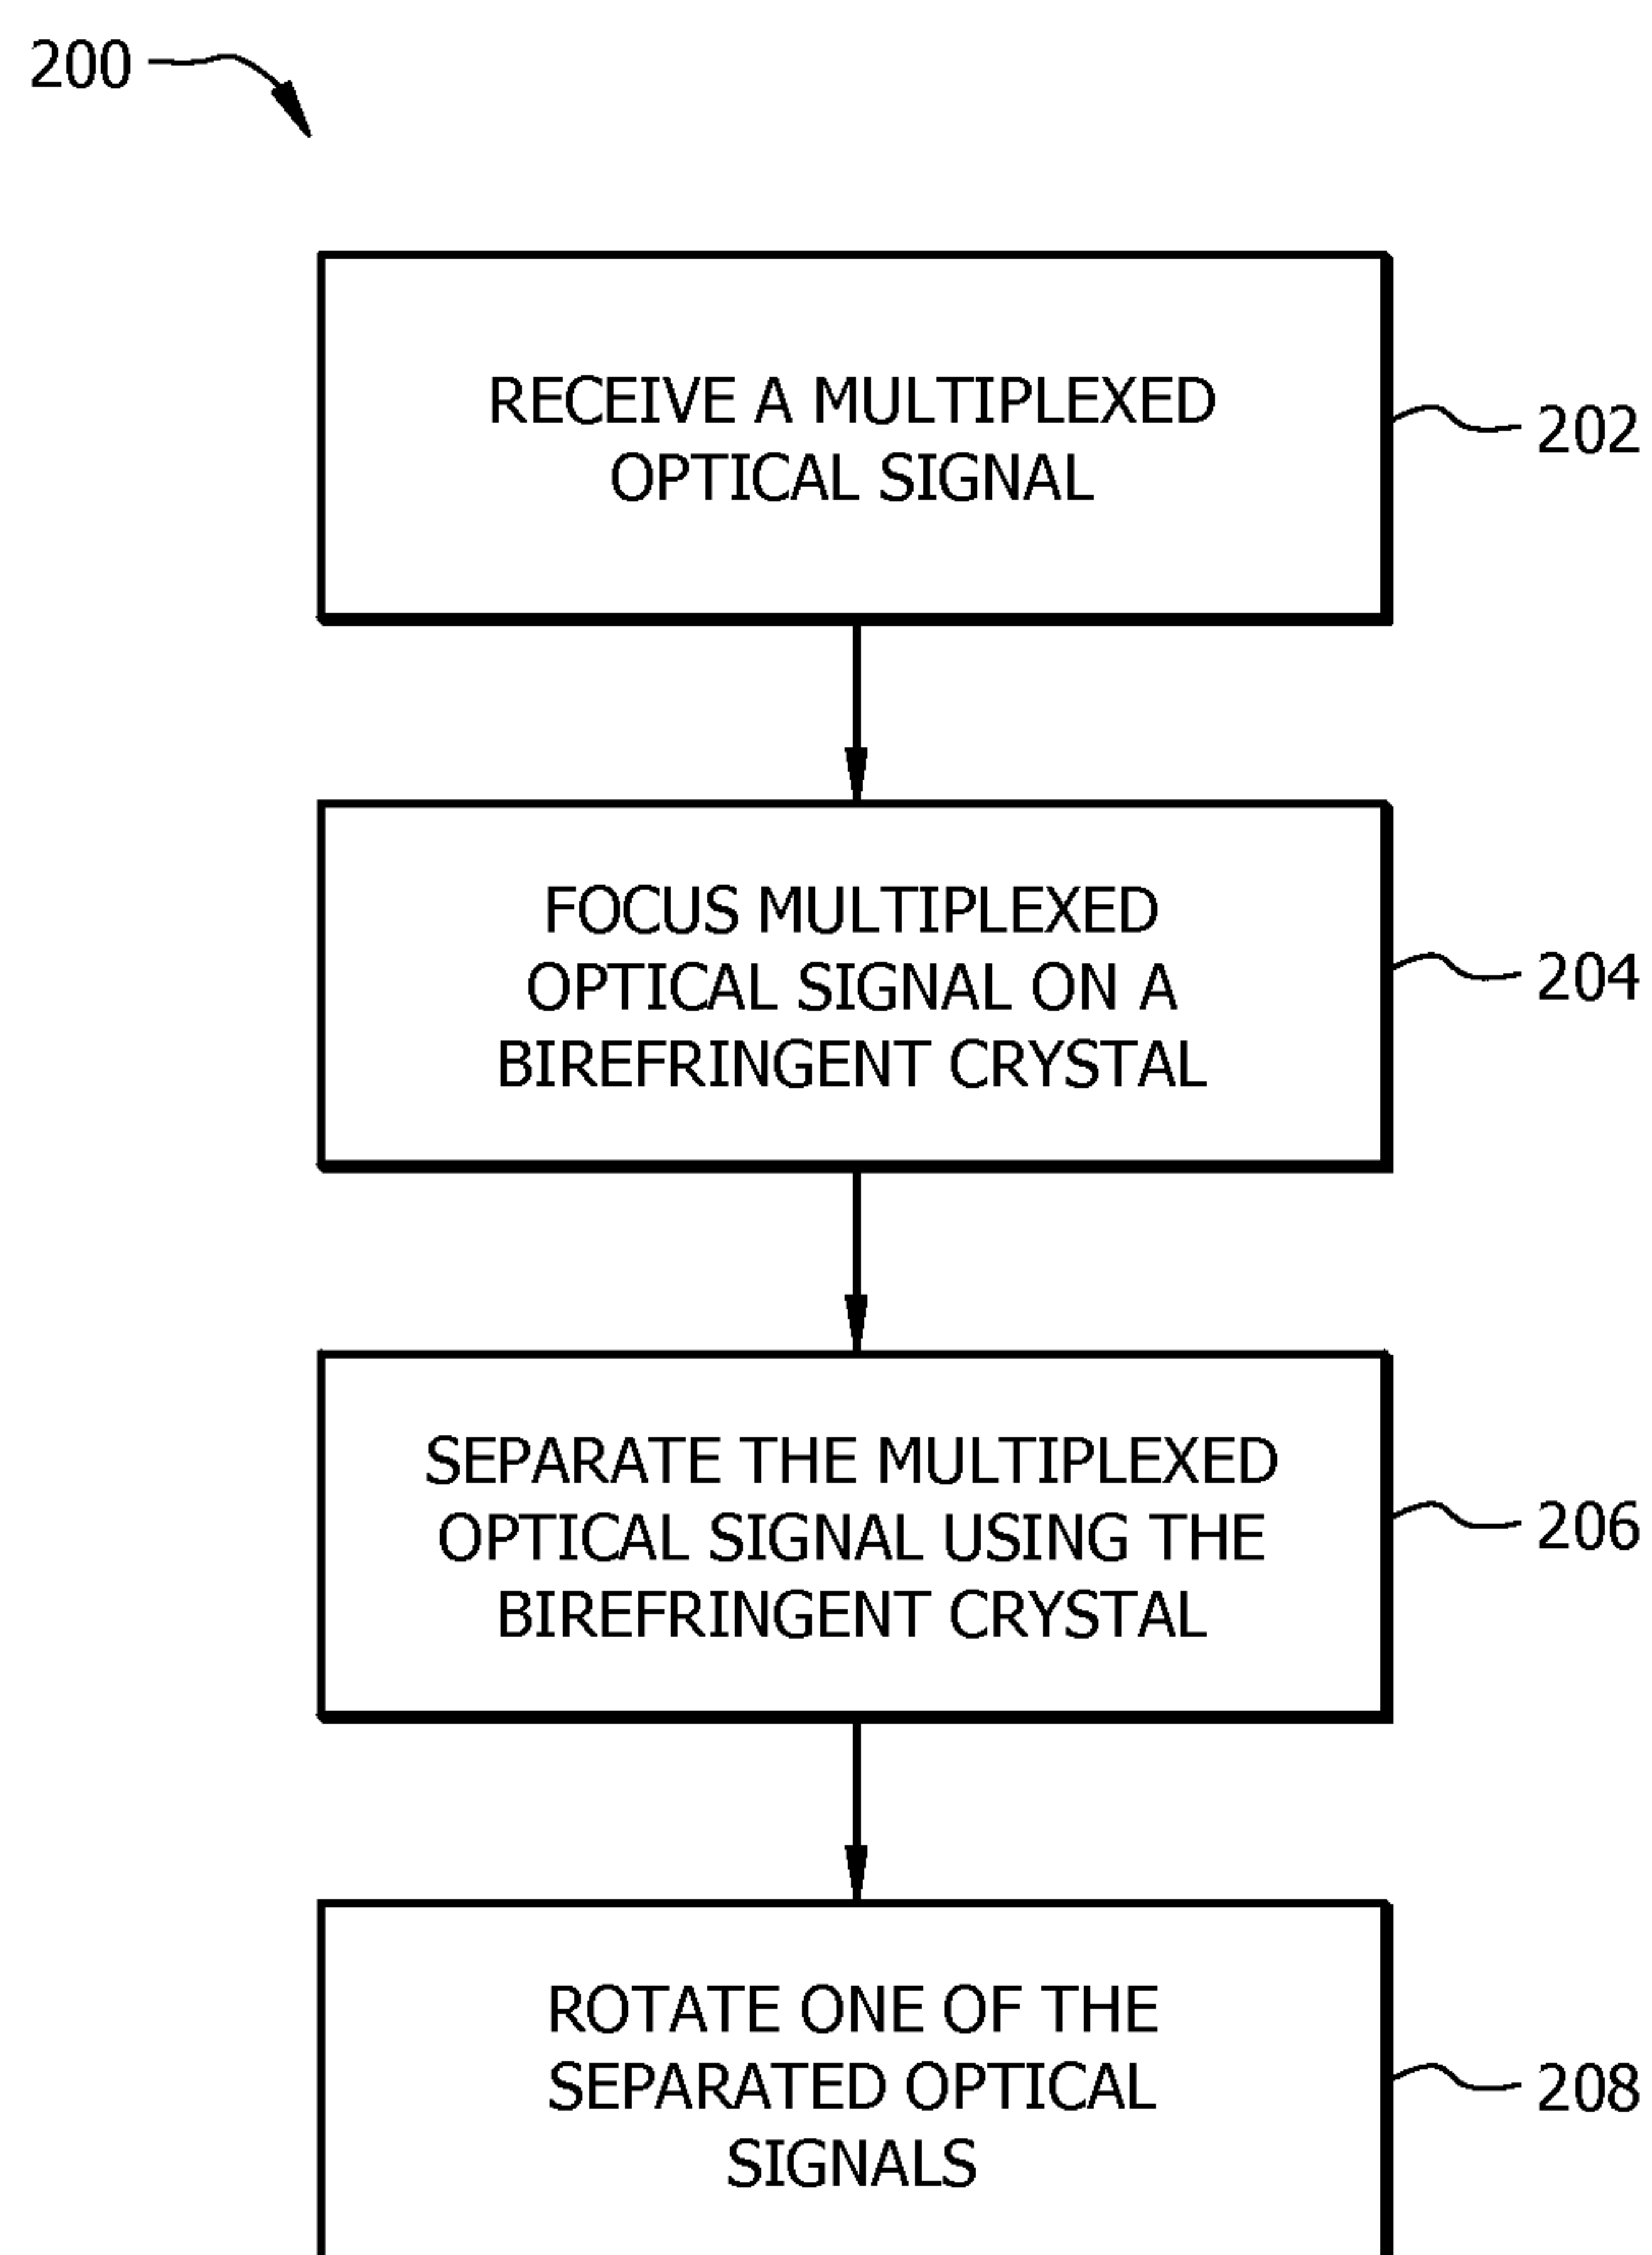 200
RECEIVE A MULTIPLEXED
OPTICAL SIGNAL
202
FOCUS MULTIPLEXED
OPTICAL SIGNAL ON A
BIREFRINGENT CRYSTAL
204
SEPARATE THE MULTIPLEXED
OPTICAL SIGNAL USING THE
BIREFRINGENT CRYSTAL
206
ROTATE ONE OF THE
SEPARATED OPTICAL
SIGNALS
208